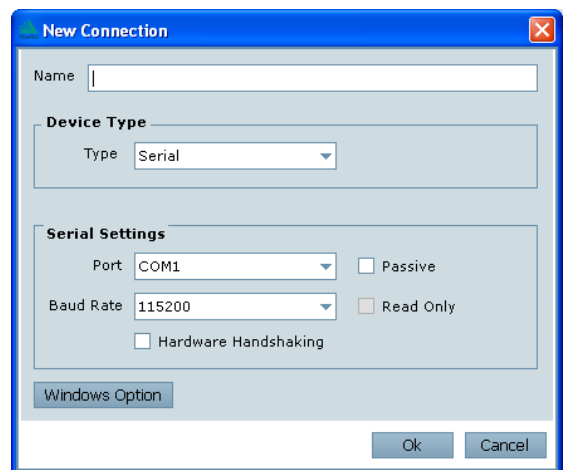 New Connection
Name
Device Type
Type Serial
Serial Settings
Port COM1 Passive
Baud Rate 115200 Read Only
Hardware Handshaking
Windows Option
Ok Cancel